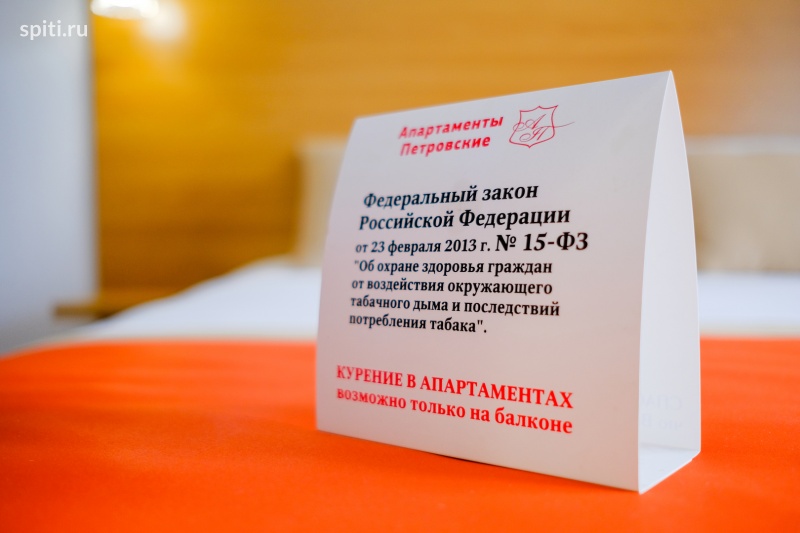 spiti.ru
Апартаменты
Петровские
АП
Федеральный закон
Российской Федерации
от 23 февраля 2013 г. № 15-ФЗ
"Об охране здоровья граждан
от воздействия окружающего
табачного дыма и последствий
потребления табака".
КУРЕНИЕ В АПАРТАМЕНТАХ
возможно только на балконе